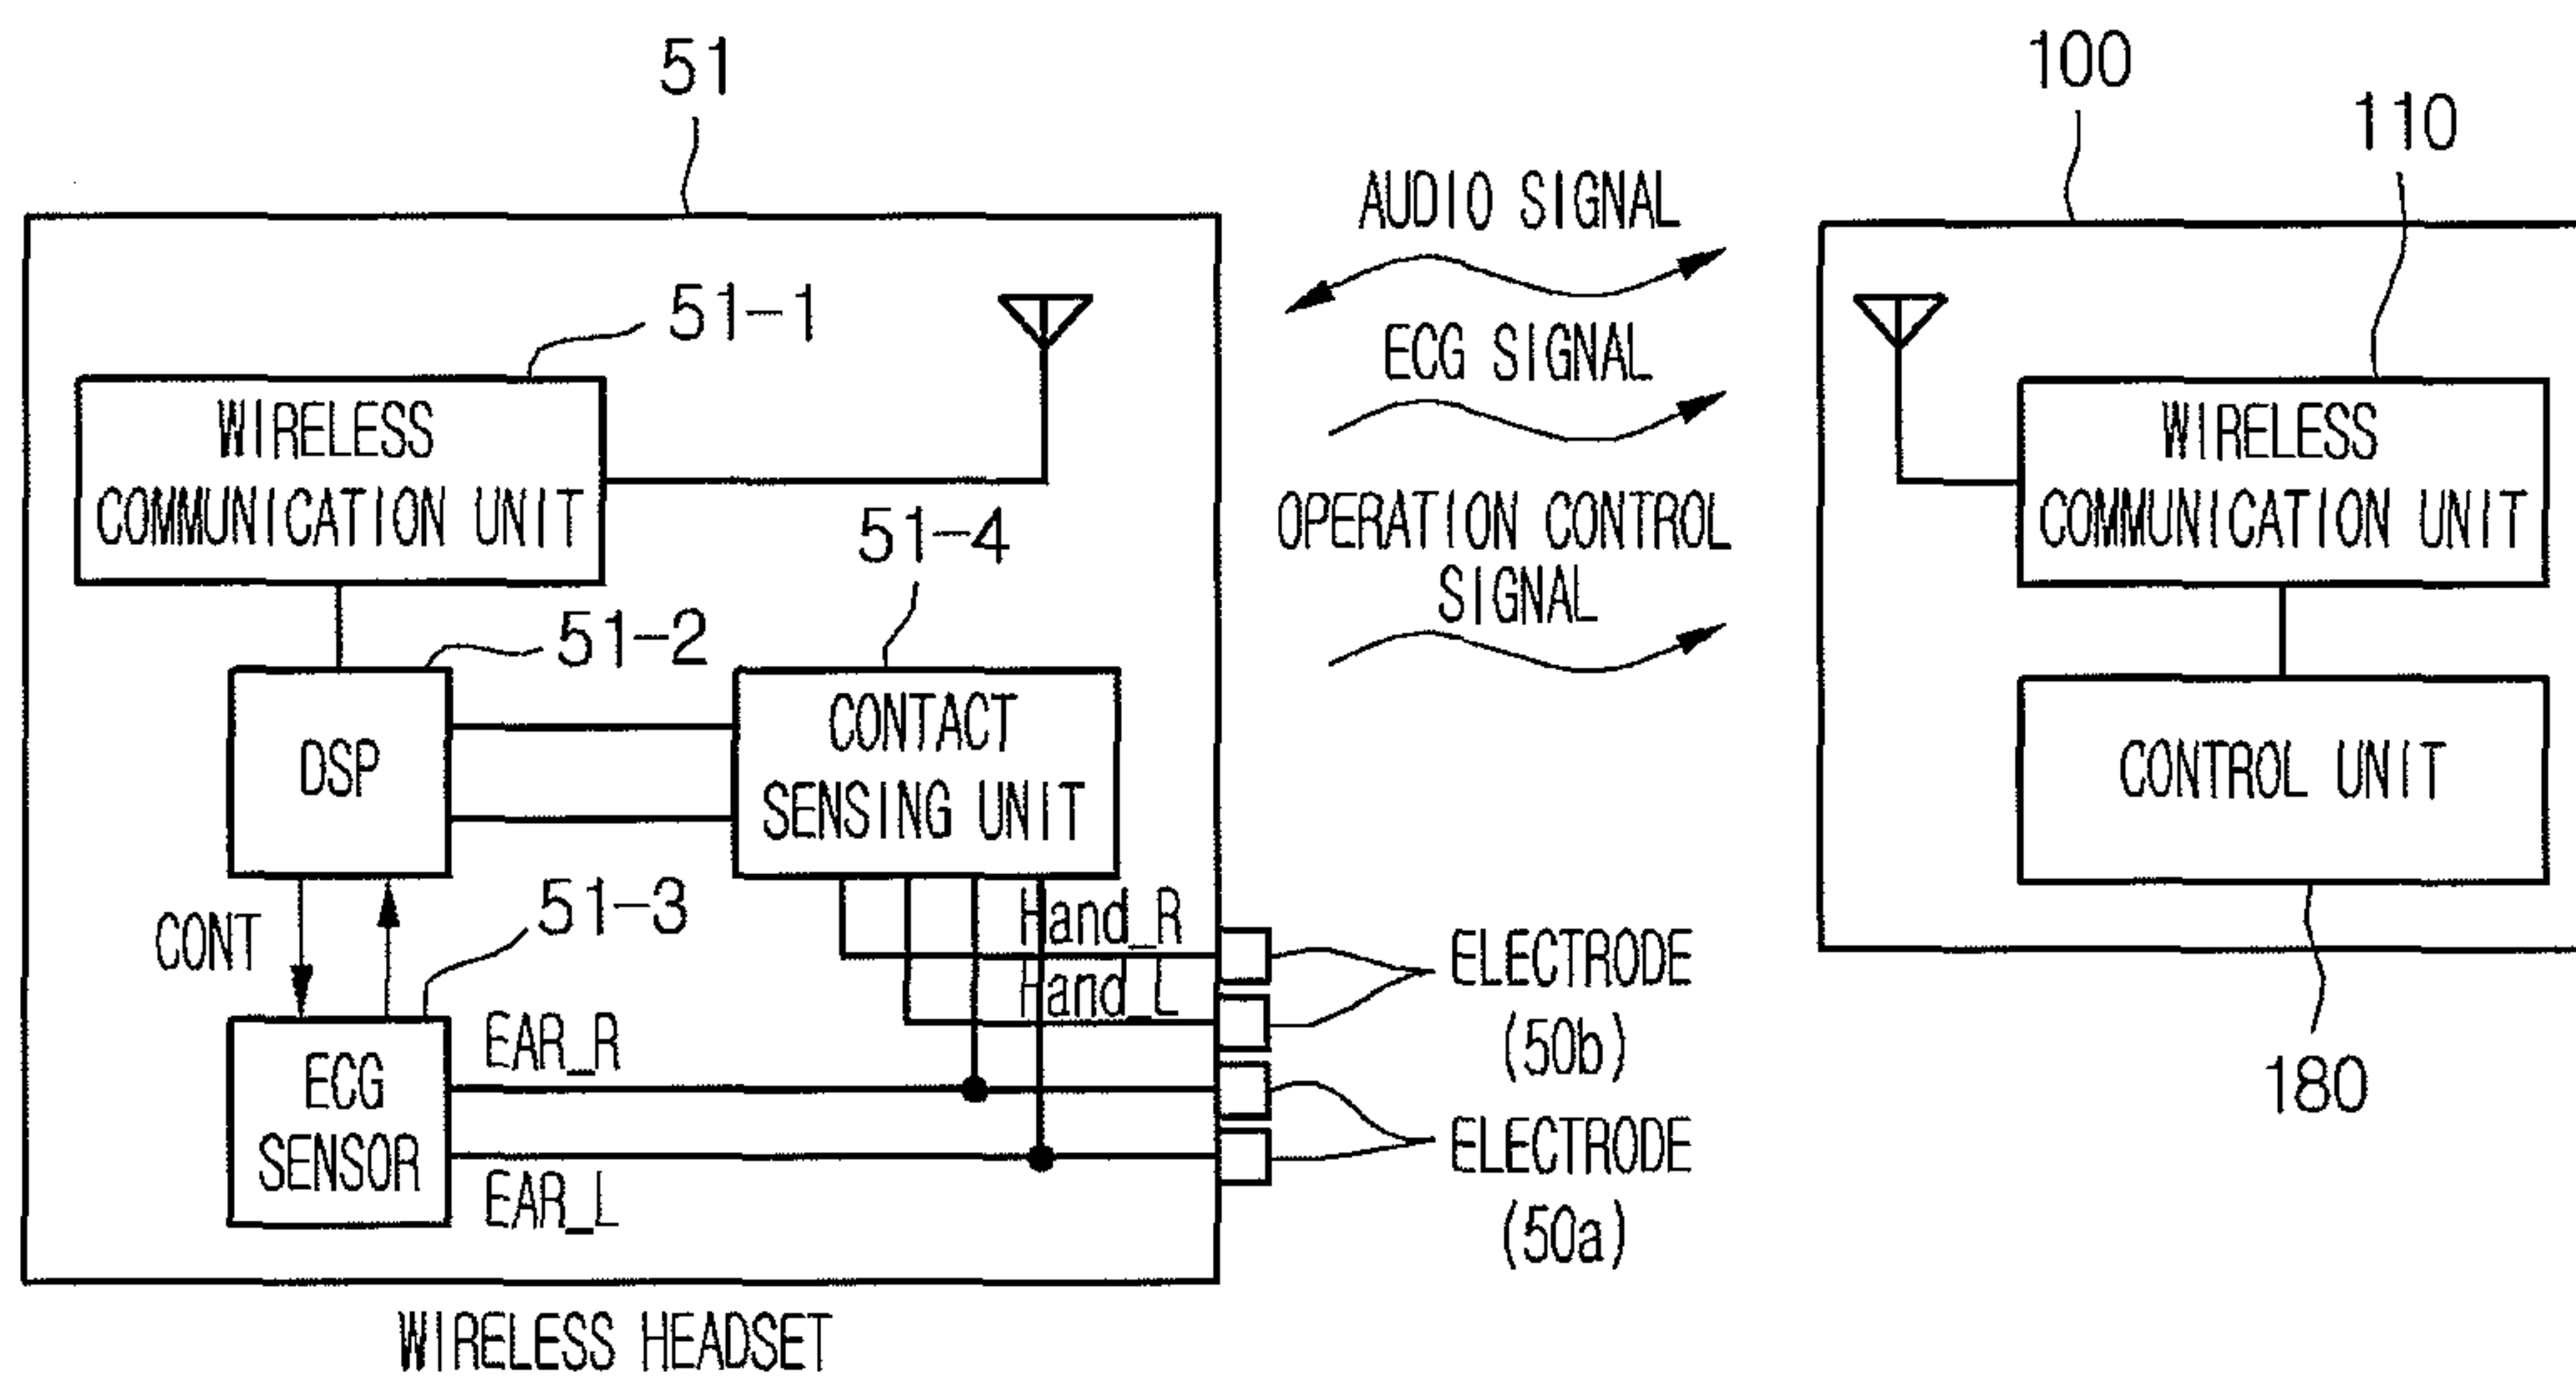 51
100
110
AUDIO SIGNAL
51-1
ECG SIGNAL
WIRELESS
COMMUNICATION UNIT
WIRELESS
COMMUNICATION UNIT
OPERATION CONTROL
SIGNAL
51-4
51-2
DSP
CONTACT
SENSING UNIT
CONTROL UNIT
CONT
51-3
Hand_R
Hand_L
ELECTRODE
(50b)
EAR_R
ECG
SENSOR
EAR_L
ELECTRODE
(50a)
180
WIRELESS HEADSET